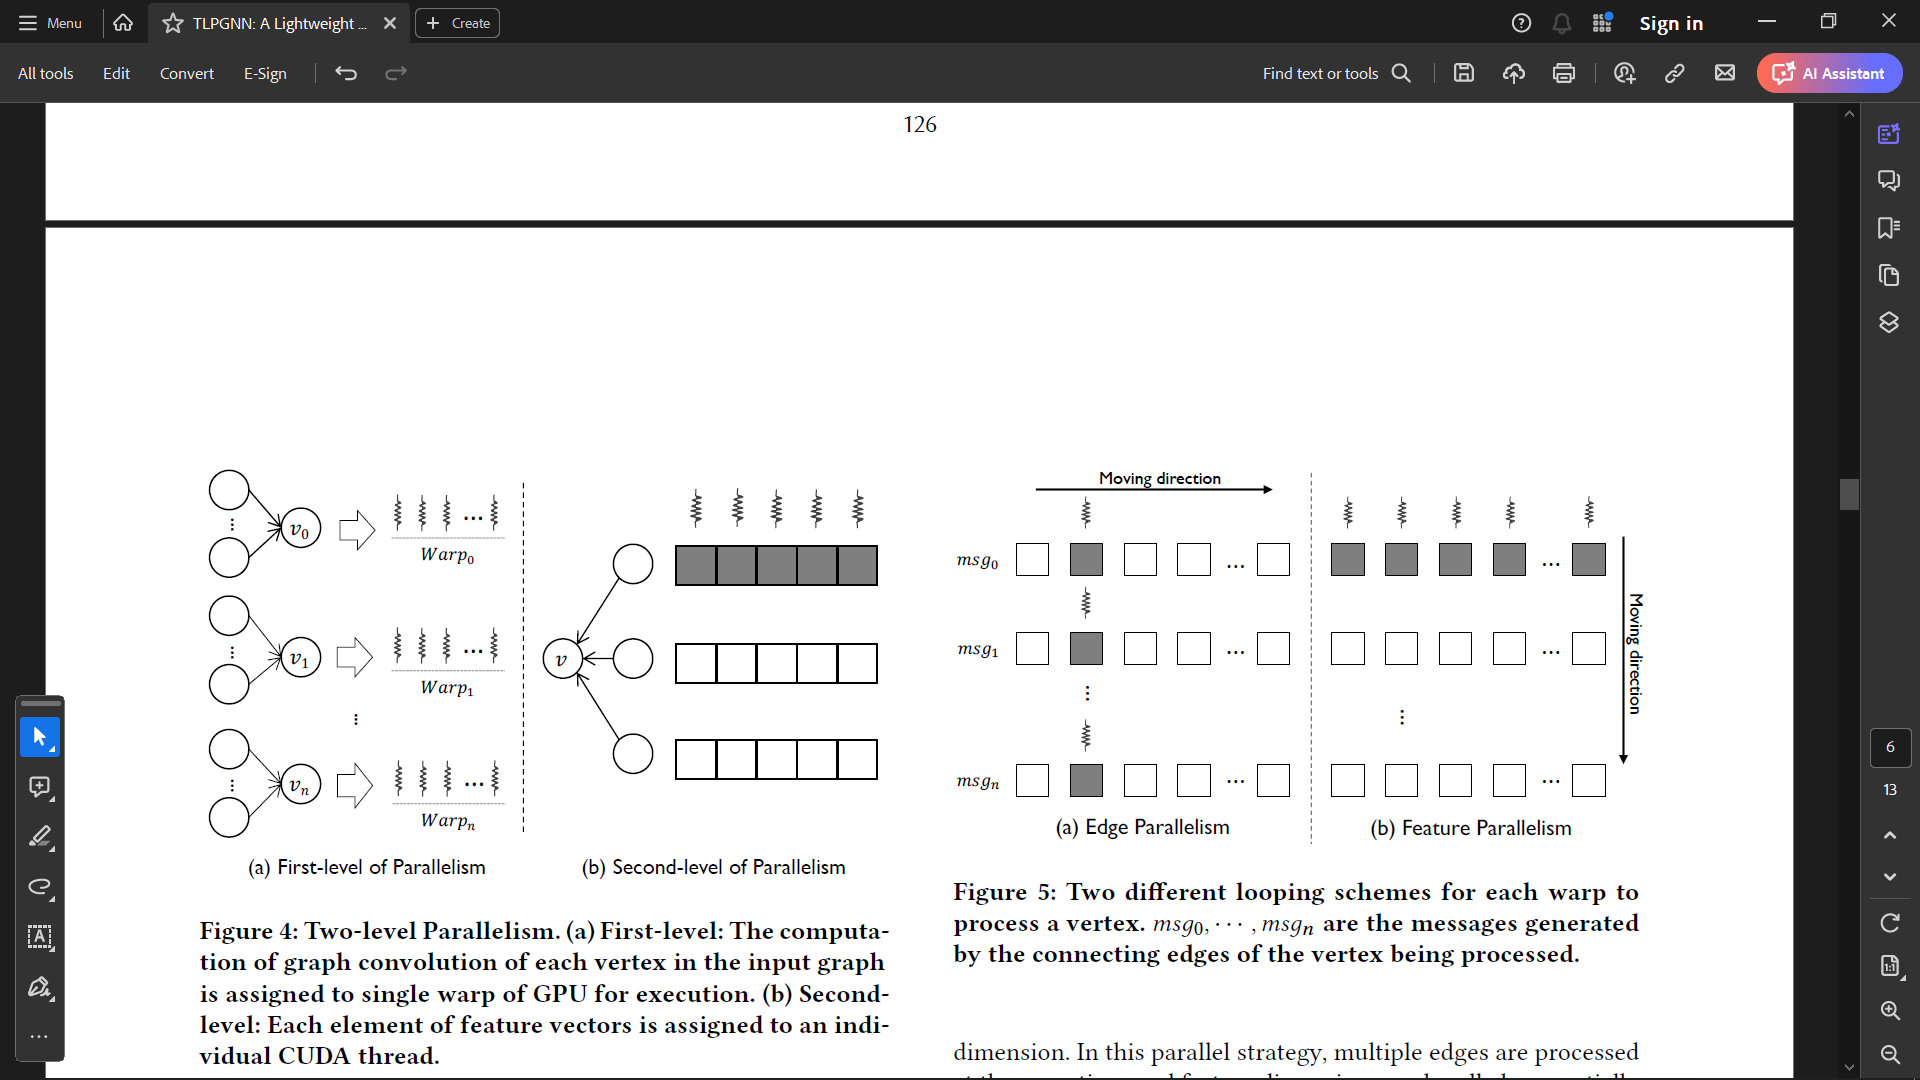 Menu
TLPGNN: A Lightweight ...
Create
Sign in
All tools
Edit
Convert
E-Sign
Find text or tools
AI Assistant
126
v0
Warp0
v1
Warp1
vn
Warpn
(a) First-level of Parallelism
v
(b) Second-level of Parallelism
Figure 4: Two-level Parallelism. (a) First-level: The computa-
tion of graph convolution of each vertex in the input graph
is assigned to single warp of GPU for execution. (b) Second-
level: Each element of feature vectors is assigned to an indi-
vidual CUDA thread.
Moving direction
msg0
msg1
msgn
(a) Edge Parallelism
Moving direction
(b) Feature Parallelism
Figure 5: Two different looping schemes for each warp to
process a vertex. msg0, · · · , msgn are the messages generated
by the connecting edges of the vertex being processed.
dimension. In this parallel strategy, multiple edges are processed
6
13
1:1